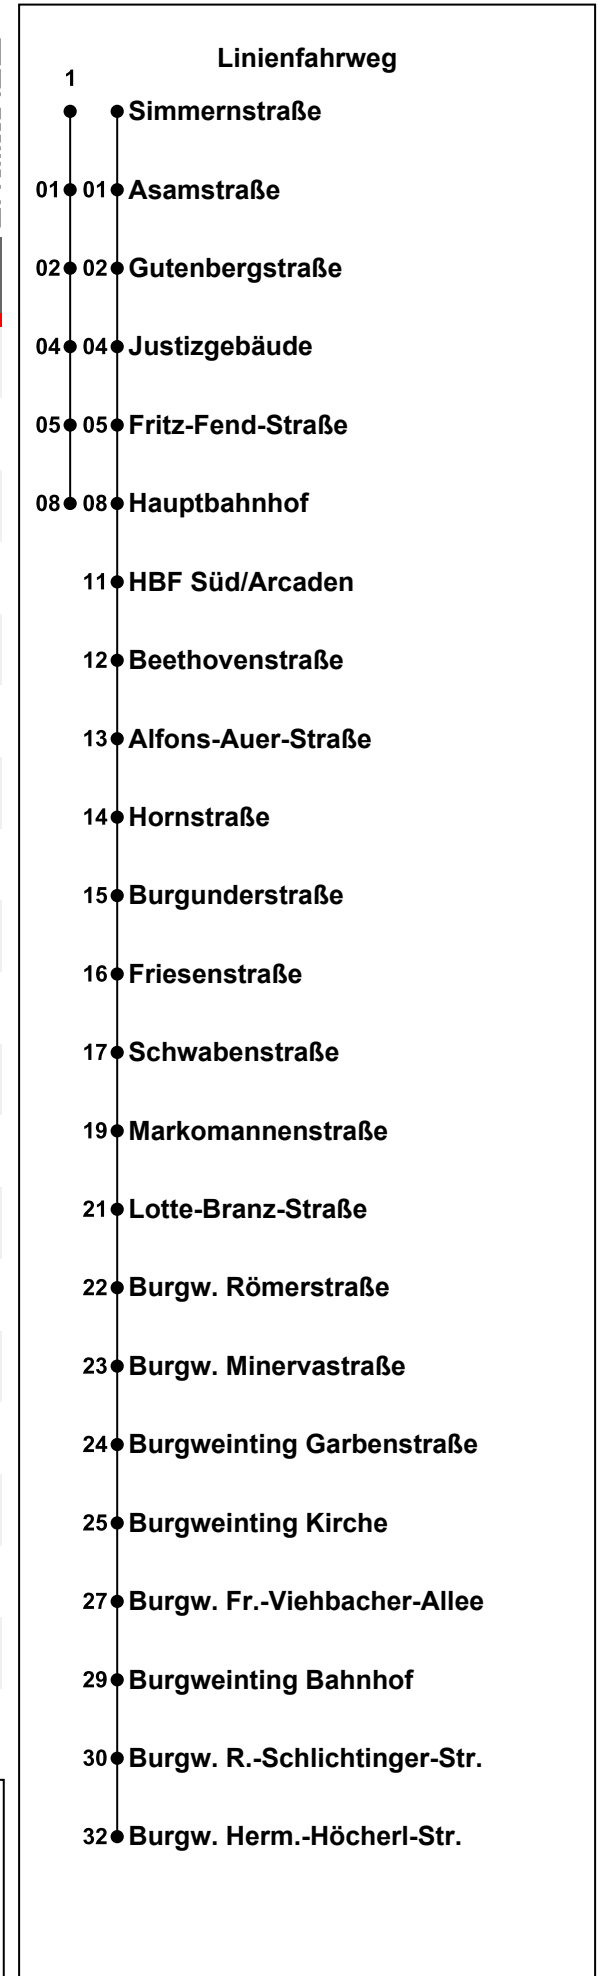 Linienfahrweg
1
Simmernstraße
01 01 Asamstraße
02 02 Gutenbergstraße
04 04 Justizgebäude
05 05 Fritz-Fend-Straße
08 08 Hauptbahnhof
11 HBF Süd/Arcaden
12 Beethovenstraße
13 Alfons-Auer-Straße
14 Hornstraße
15 Burgunderstraße
16 Friesenstraße
17 Schwabenstraße
19 Markomannenstraße
21 Lotte-Branz-Straße
22 Burgw. Römerstraße
23 Burgw. Minervastraße
24 Burgweinting Garbenstraße
25 Burgweinting Kirche
27 Burgw. Fr.-Viehbacher-Allee
29 Burgweinting Bahnhof
30 Burgw. R.-Schlichtinger-Str.
32 Burgw. Herm.-Höcherl-Str.